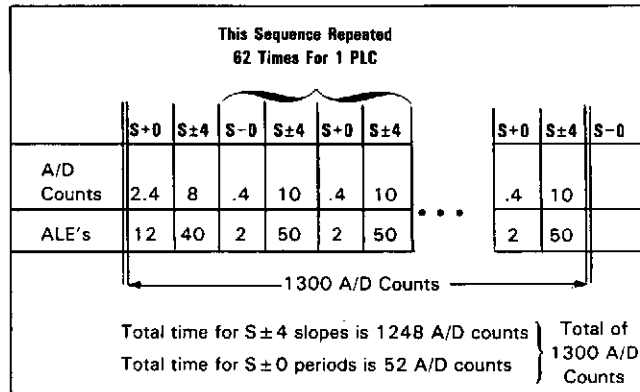 This Sequence Repeated
62 Times For 1 PLC
S+0 S±4 S−0 S±4 S+0 S±4 S+0 S±4 S−0
A/D
Counts 2.4 8 .4 10 .4 10 .4 10
ALE's 12 40 2 50 2 50 • • • 2 50
1300 A/D Counts
Total time for S±4 slopes is 1248 A/D counts
Total time for S±0 periods is 52 A/D counts
Total of
1300 A/D
Counts